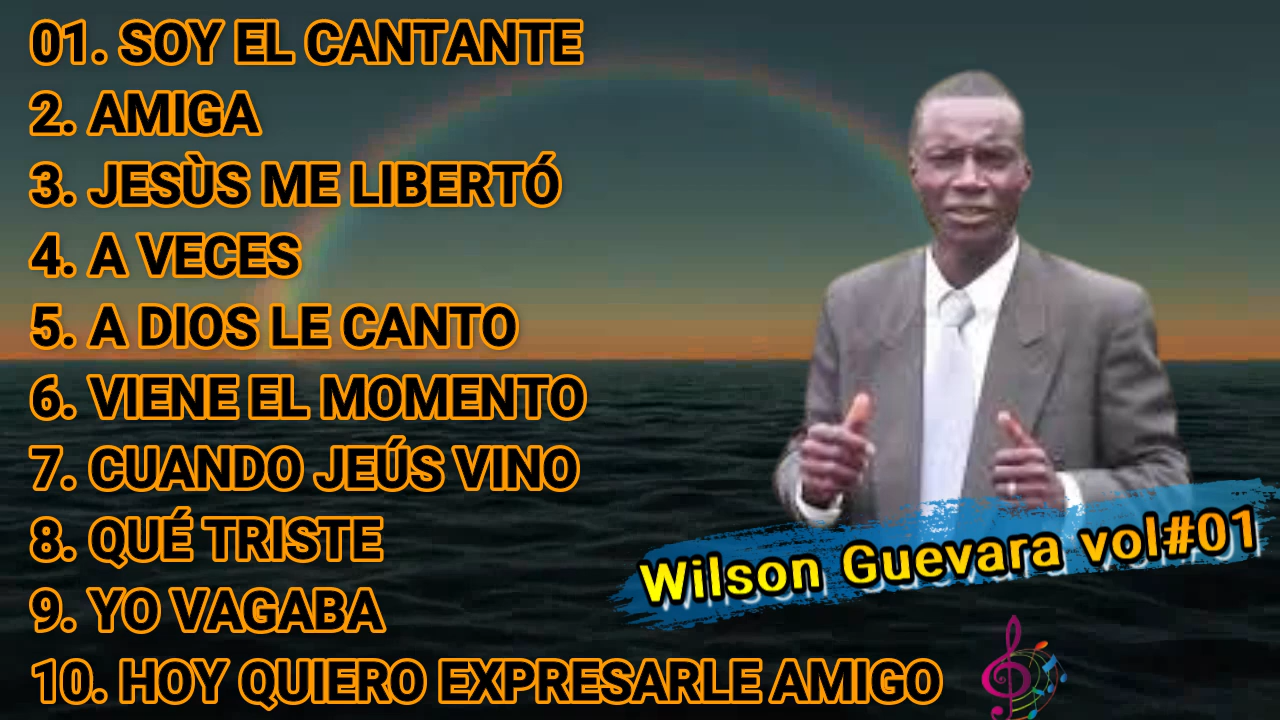 01. SOY EL CANTANTE
2. AMIGA
3. JESÙS ME LIBERTÓ
4. A VECES
5. A DIOS LE CANTO
6. VIENE EL MOMENTO
7. CUANDO JEÚS VINO
8. QUÉ TRISTE
9. YO VAGABA
10. HOY QUIERO EXPRESARLE AMIGO
Wilson Guevara vol#01